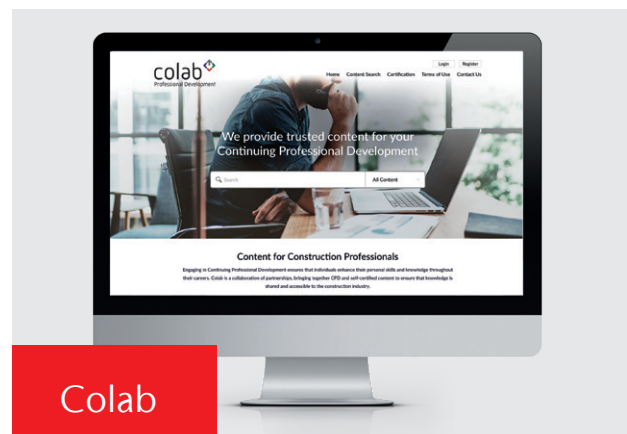 Login Register
colab
Professional Development
Home Content Search Certification Terms of Use Contact Us
We provide trusted content for your
Continuing Professional Development
Search All Content
Content for Construction Professionals
Engaging in Continuing Professional Development ensures that individuals enhance their personal skills and knowledge throughout
their careers. Colab is a collaboration of partnerships, bringing together CPD and self-certified content to ensure that knowledge is
shared and accessible to the construction industry.
Colab